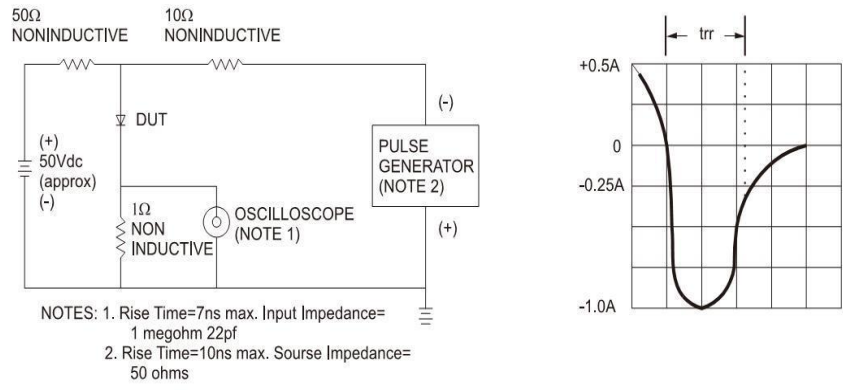 50Ω
NONINDUCTIVE
10Ω
NONINDUCTIVE
DUT
(+)
50Vdc
(approx)
(-)
1Ω
NON
INDUCTIVE
OSCILLOSCOPE
(NOTE 1)
(-)
PULSE
GENERATOR
(NOTE 2)
(+)
NOTES: 1. Rise Time=7ns max. Input Impedance=
1 megohm 22pf
2. Rise Time=10ns max. Sourse Impedance=
50 ohms
trr
+0.5A
0
-0.25A
-1.0A